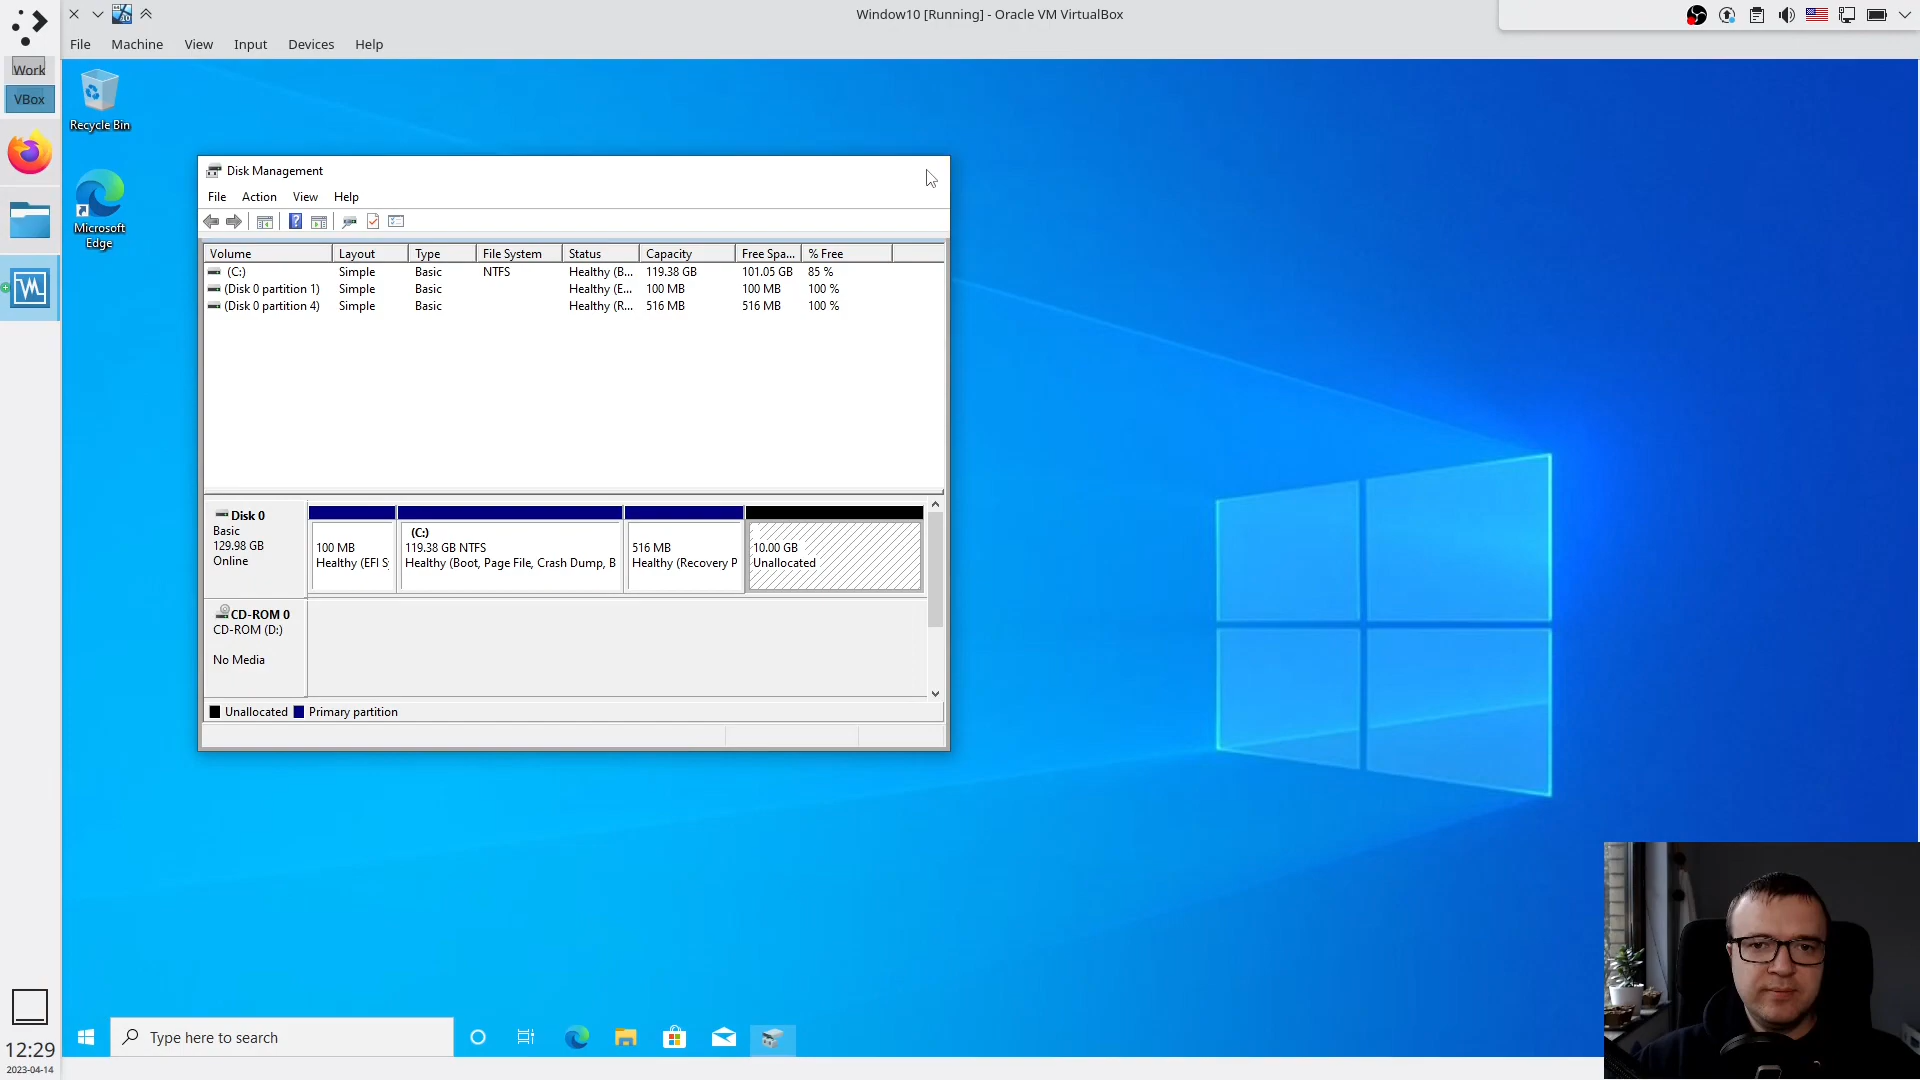 Window10 [Running] - Oracle VM VirtualBox
File Machine View Input Devices Help
Work
VBox
Recycle Bin
Microsoft
Edge
Disk Management
File Action View Help
Volume Layout Type File System Status Capacity Free Spa... % Free
(C:) Simple Basic NTFS Healthy (B... 119.38 GB 101.05 GB 85 %
(Disk 0 partition 1) Simple Basic Healthy (E... 100 MB 100 MB 100 %
(Disk 0 partition 4) Simple Basic Healthy (R... 516 MB 516 MB 100 %
Disk 0
Basic
129.98 GB
Online
100 MB
Healthy (EFI S
(C:)
119.38 GB NTFS
Healthy (Boot, Page File, Crash Dump, B
516 MB
Healthy (Recovery P
10.00 GB
Unallocated
CD-ROM 0
CD-ROM (D:)
No Media
Unallocated Primary partition
Type here to search
12:29
2023-04-14